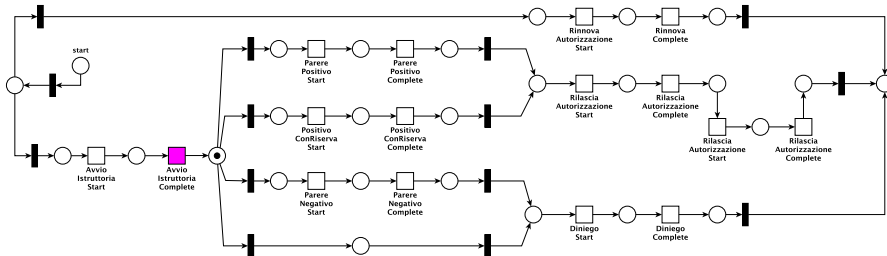 Rinnova
Autorizzazione
Start
Rinnova
Complete
start
Parere
Positivo
Start
Parere
Positivo
Complete
Rilascia
Autorizzazione
Start
Rilascia
Autorizzazione
Complete
Positivo
ConRiserva
Start
Positivo
ConRiserva
Complete
Rilascia
Autorizzazione
Start
Rilascia
Autorizzazione
Complete
Avvio
Istruttoria
Start
Avvio
Istruttoria
Complete
Parere
Negativo
Start
Parere
Negativo
Complete
Diniego
Start
Diniego
Complete